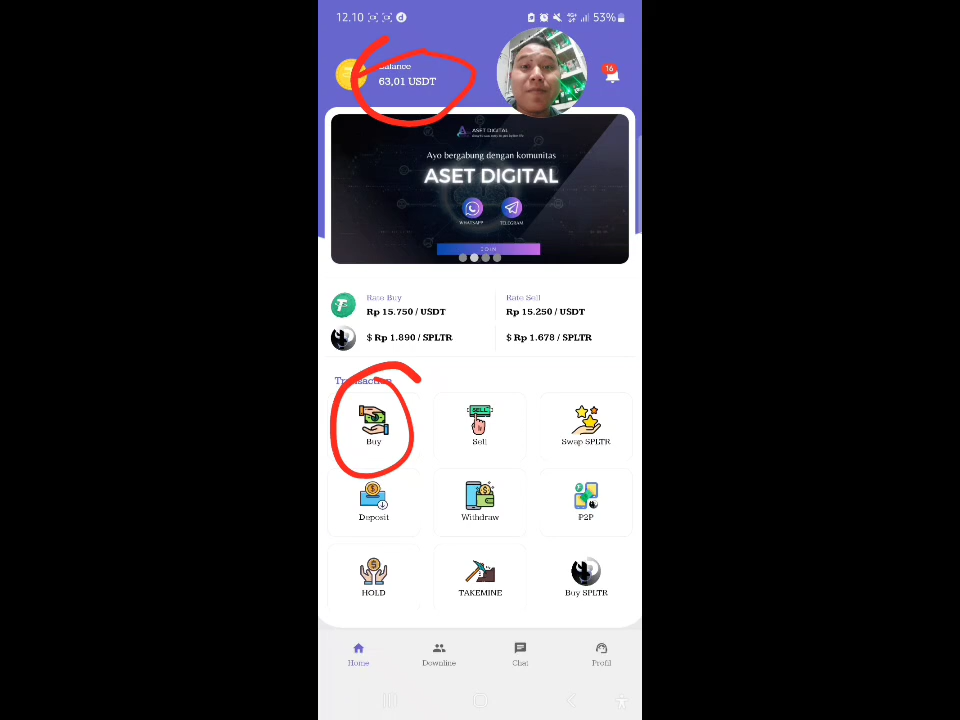 12.10
53%
Balance
63,01 USDT
16
ASET DIGITAL
Ayo bergabung dengan komunitas
ASET DIGITAL
WHATSAPP TELEGRAM
JOIN
Rate Buy Rate Sell
Rp 15.750 / USDT Rp 15.250 / USDT
$ Rp 1.890 / SPLTR $ Rp 1.678 / SPLTR
Transaction
SELL
Buy Sell Swap SPLTR
Deposit Withdraw P2P
HOLD TAKEMINE Buy SPLTR
Home Downline Chat Profil